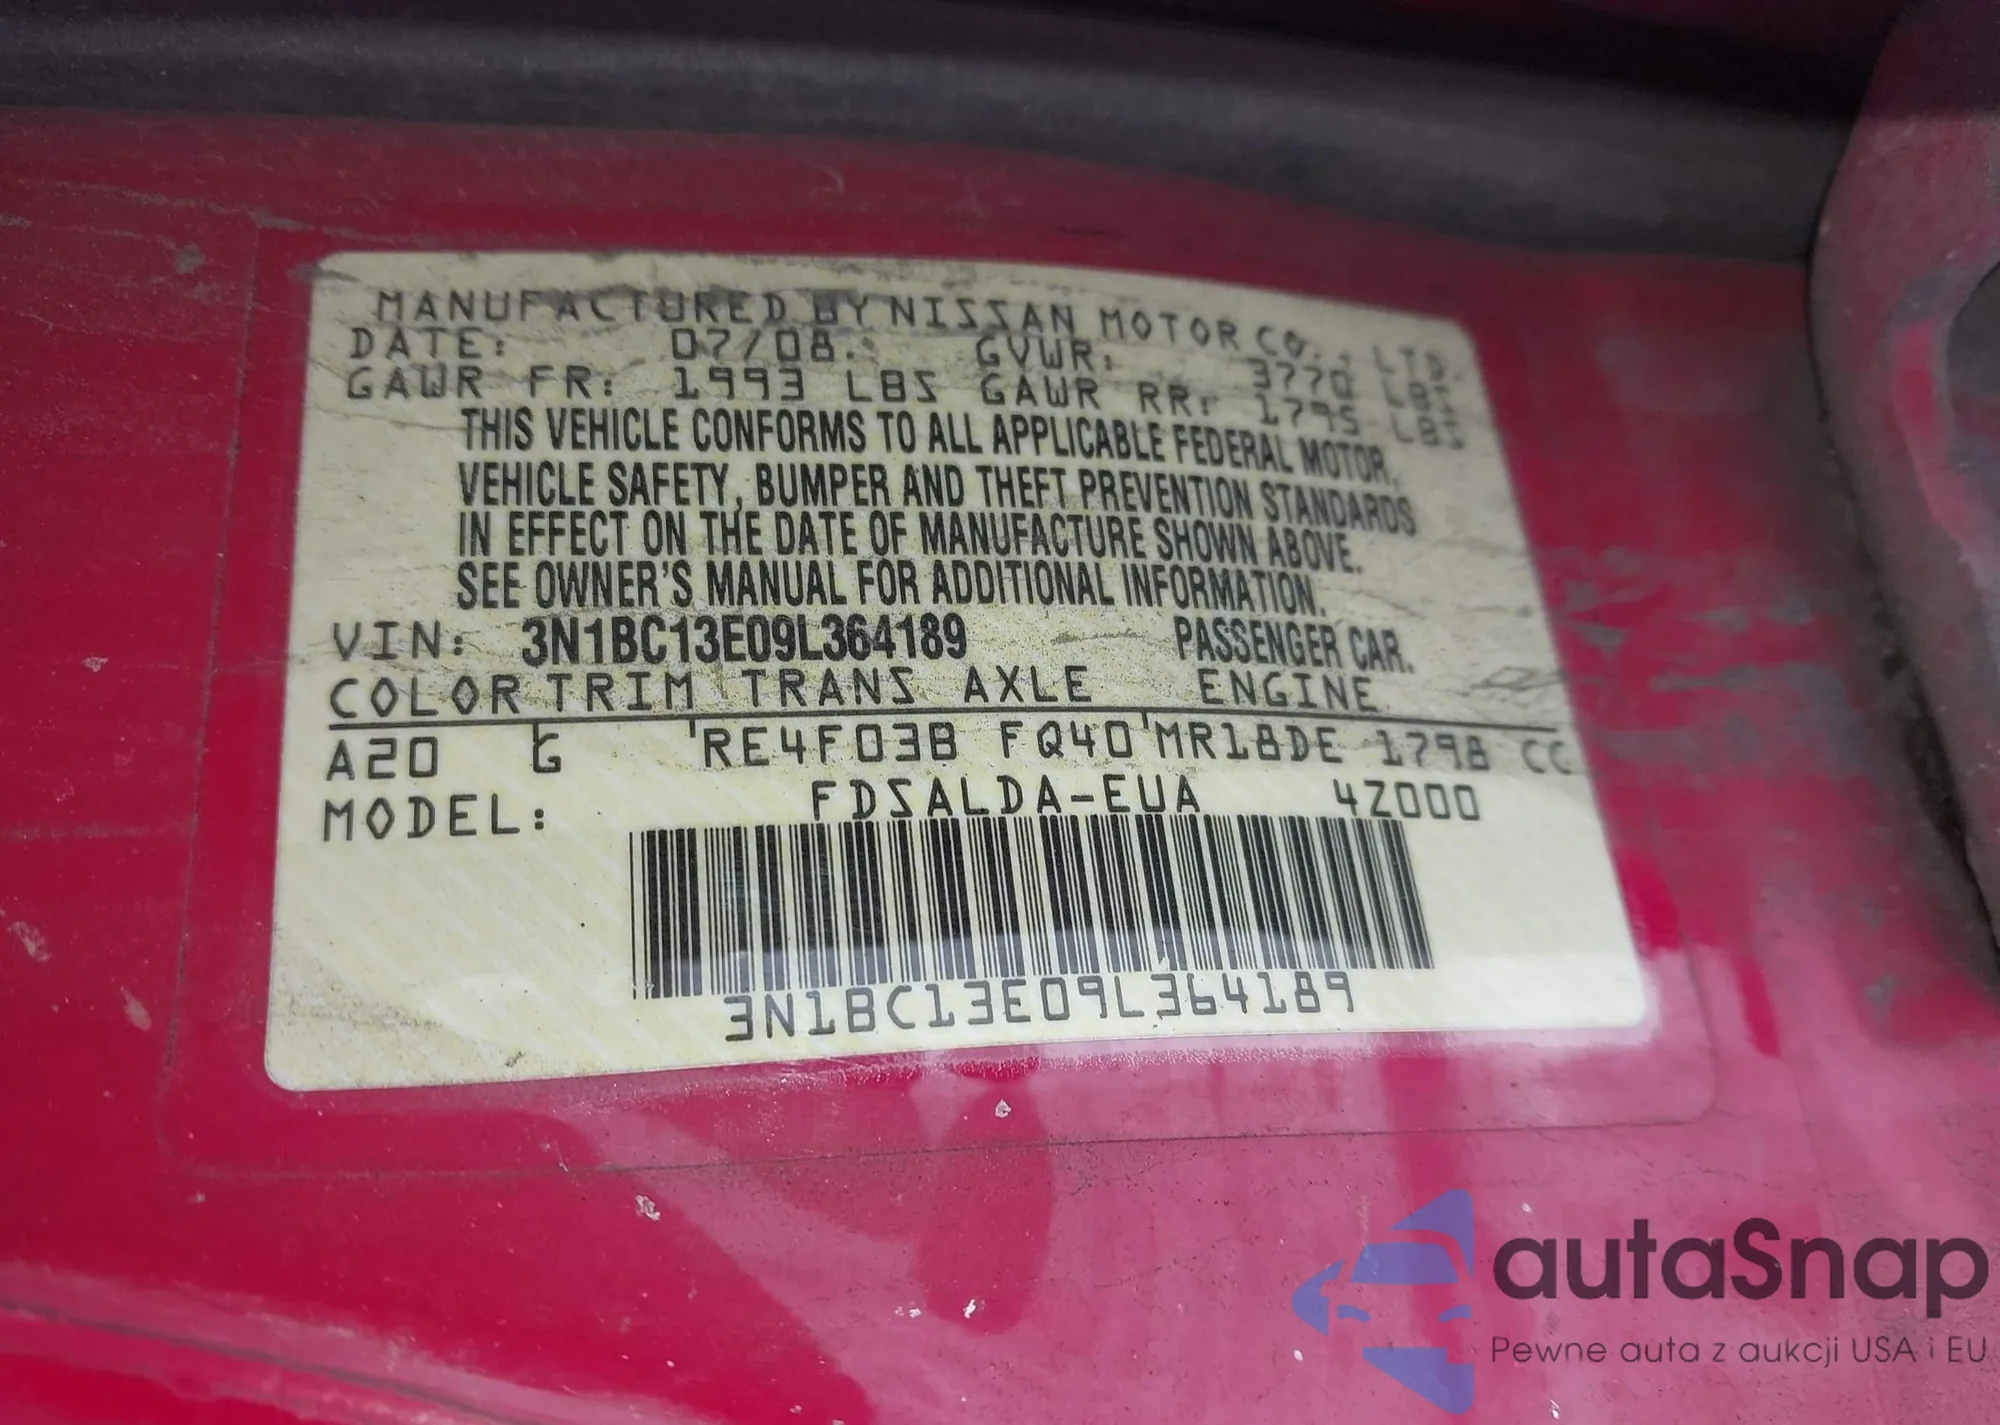 MANUFACTURED BY NISSAN MOTOR CO., LTD.
DATE: 07/08. GVWR: 3770 LBS
GAWR FR: 1993 LBS GAWR RR: 1795 LBS
THIS VEHICLE CONFORMS TO ALL APPLICABLE FEDERAL MOTOR
VEHICLE SAFETY, BUMPER AND THEFT PREVENTION STANDARDS
IN EFFECT ON THE DATE OF MANUFACTURE SHOWN ABOVE.
SEE OWNER'S MANUAL FOR ADDITIONAL INFORMATION.
VIN: 3N1BC13E09L364189 PASSENGER CAR.
COLOR TRIM TRANS AXLE ENGINE
A20 G RE4F03B FQ40 MR18DE 1798 CC
MODEL: FDSALDA-EUA 4Z000
3N1BC13E09L364189
autaSnap
Pewne auta z aukcji USA i EU